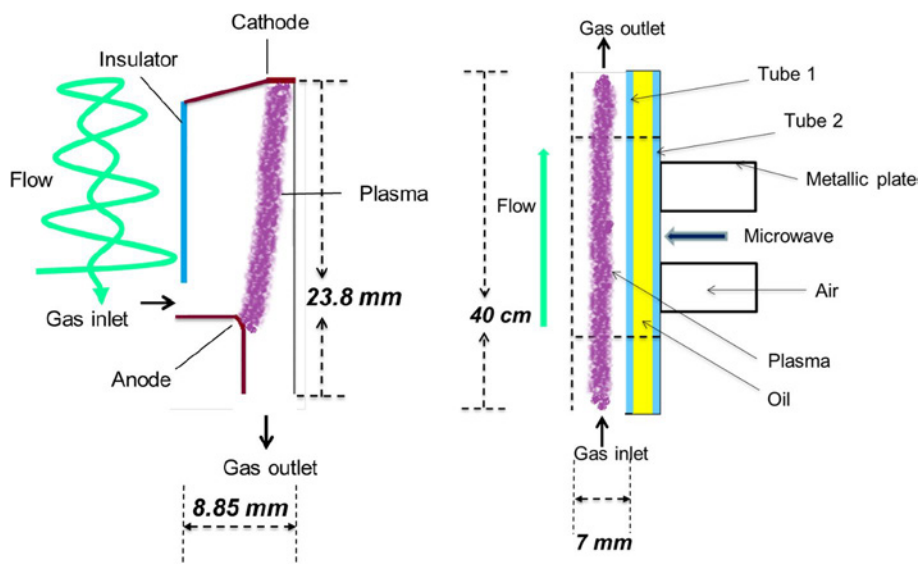 Cathode
Insulator
Flow
Plasma
23.8 mm
Gas inlet
Anode
Gas outlet
8.85 mm
Gas outlet
Tube 1
Tube 2
Metallic plate
Flow
Microwave
40 cm
Air
Plasma
Oil
Gas inlet
7 mm